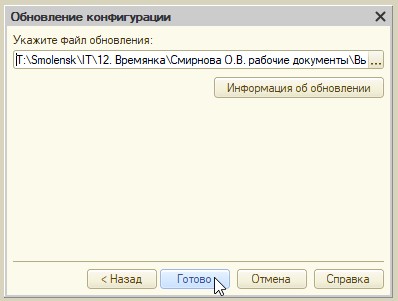 Обновление конфигурации
Укажите файл обновления:
T:\Smolensk\IT\12. Времянка\Смирнова О.В. рабочие документы\Вы
...
Информация об обновлении
< Назад
Готово
Отмена
Справка